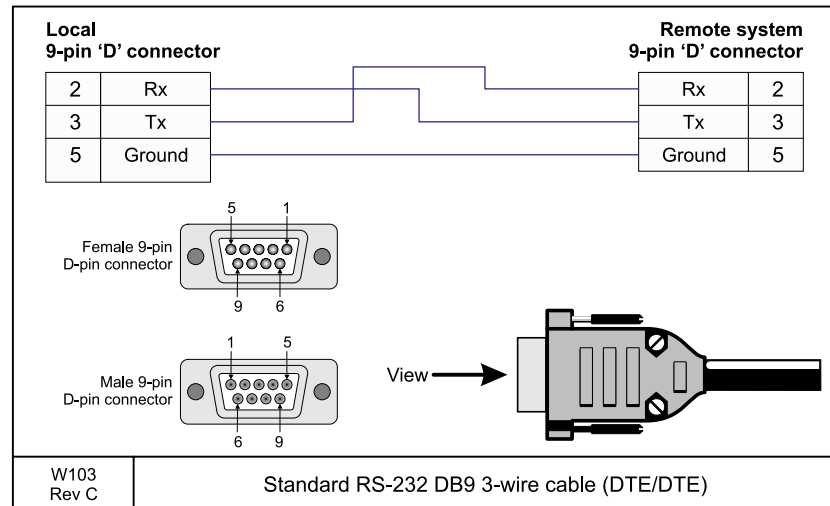 Local
9-pin ‘D’ connector
Remote system
9-pin ‘D’ connector
2 Rx
3 Tx
5 Ground
Rx 2
Tx 3
Ground 5
5 1
Female 9-pin
D-pin connector
9 6
1 5
Male 9-pin
D-pin connector
6 9
View
W103
Rev C
Standard RS-232 DB9 3-wire cable (DTE/DTE)